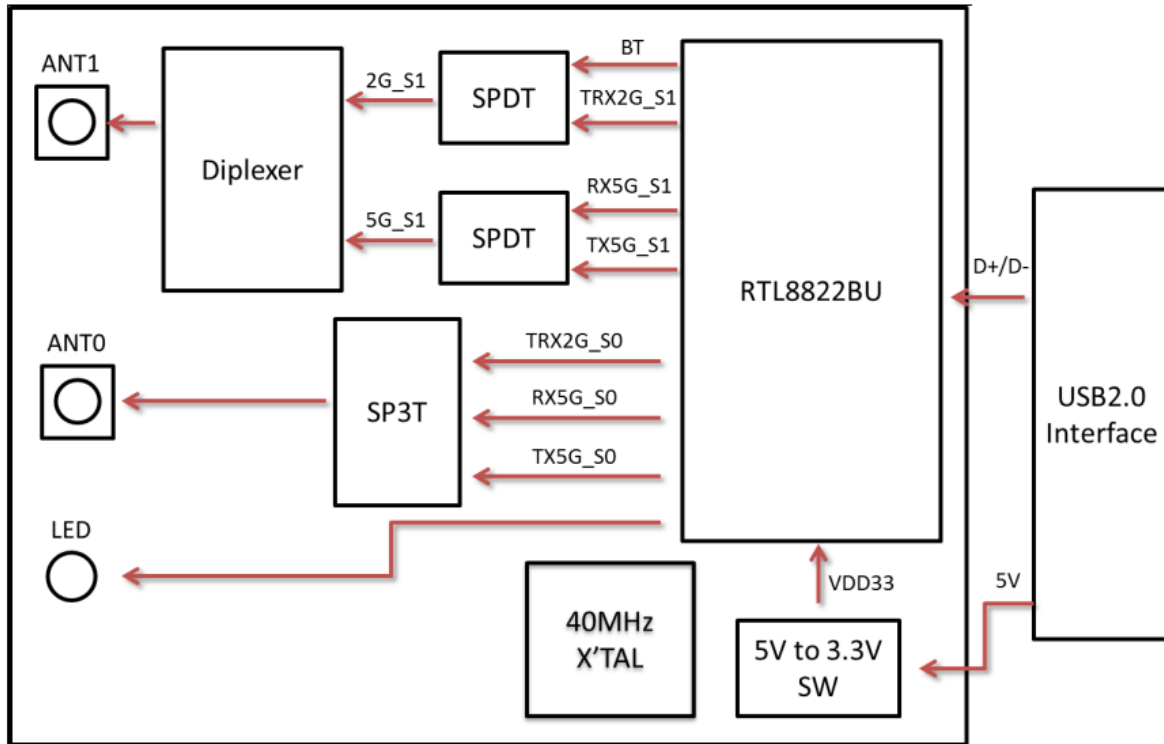 ANT1
Diplexer
2G_S1
5G_S1
SPDT
SPDT
BT
TRX2G_S1
RX5G_S1
TX5G_S1
RTL8822BU
D+/D-
USB2.0
Interface
5V
ANT0
SP3T
TRX2G_S0
RX5G_S0
TX5G_S0
LED
40MHz
X'TAL
VDD33
5V to 3.3V
SW